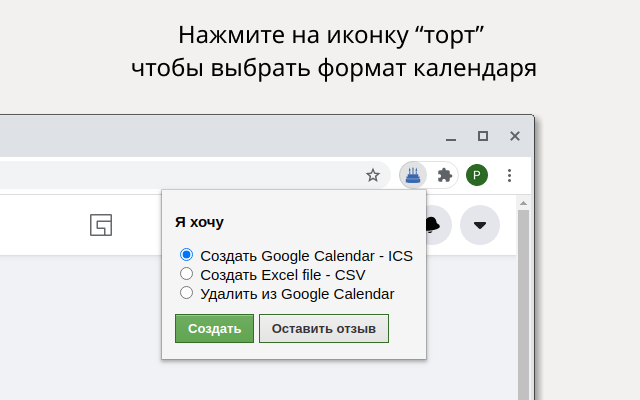 Нажмите на иконку “торт”
чтобы выбрать формат календаря
P
Я хочу
Создать Google Calendar - ICS
Создать Excel file - CSV
Удалить из Google Calendar
Создать
Оставить отзыв